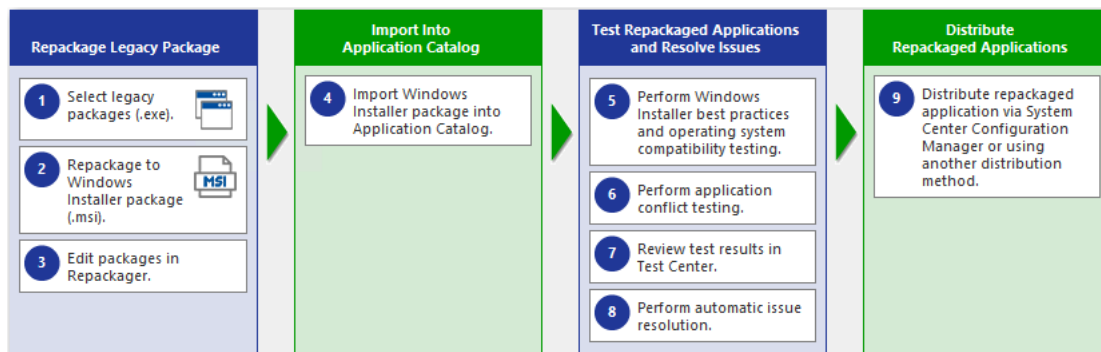 Repackage Legacy Package
1
Select legacy
packages (.exe).
2
Repackage to
Windows
Installer package
(.msi).
MSI
3
Edit packages in
Repackager.
Import Into
Application Catalog
4
Import Windows
Installer package into
Application Catalog.
Test Repackaged Applications
and Resolve Issues
5
Perform Windows
Installer best practices
and operating system
compatibility testing.
6
Perform application
conflict testing.
7
Review test results in
Test Center.
8
Perform automatic issue
resolution.
Distribute
Repackaged Applications
9
Distribute repackaged
application via System
Center Configuration
Manager or using
another distribution
method.